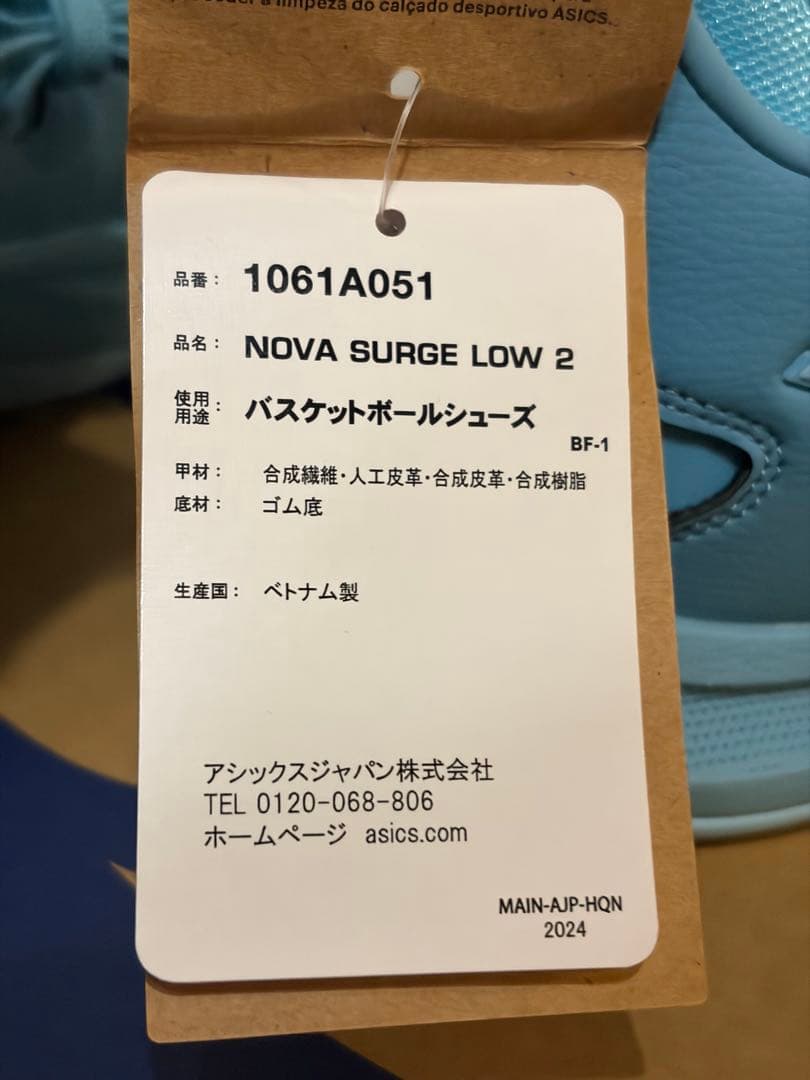 a limpeza do calçado desportivo ASICS.
品番： 1061A051
品名： NOVA SURGE LOW 2
使用用途： バスケットボールシューズ
BF-1
甲材： 合成繊維・人工皮革・合成皮革・合成樹脂
底材： ゴム底
生産国： ベトナム製
アシックスジャパン株式会社
TEL 0120-068-806
ホームページ asics.com
MAIN-AJP-HQN
2024